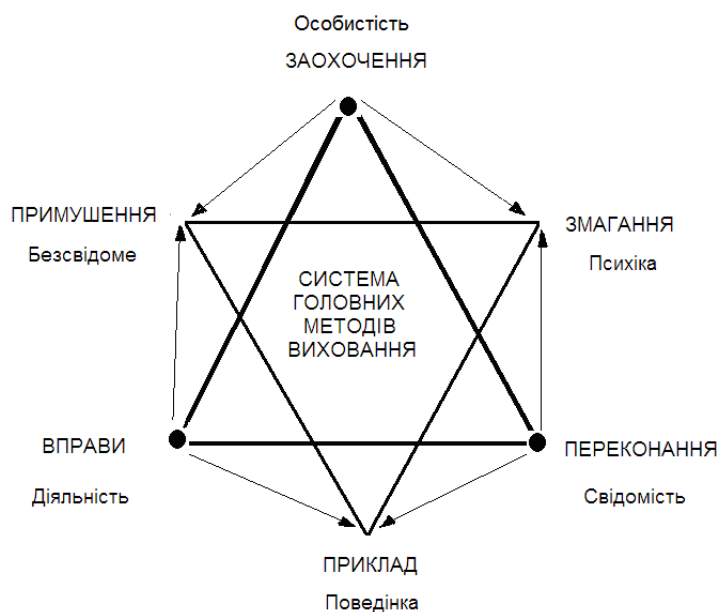 Особистість
ЗАОХОЧЕННЯ
ПРИМУШЕННЯ
Безсвідоме
ЗМАГАННЯ
Психіка
СИСТЕМА
ГОЛОВНИХ
МЕТОДІВ
ВИХОВАННЯ
ВПРАВИ
Діяльність
ПЕРЕКОНАННЯ
Свідомість
ПРИКЛАД
Поведінка